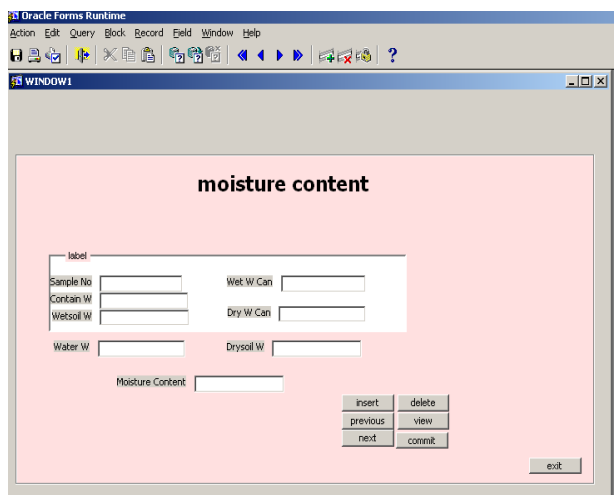 Oracle Forms Runtime
Action Edit Query Block Record Field Window Help
?
WINDOW1
moisture content
label
Sample No Wet W Can
Contain W
Wetsoil W Dry W Can
Water W Drysoil W
Moisture Content
insert delete
previous view
next commit
exit